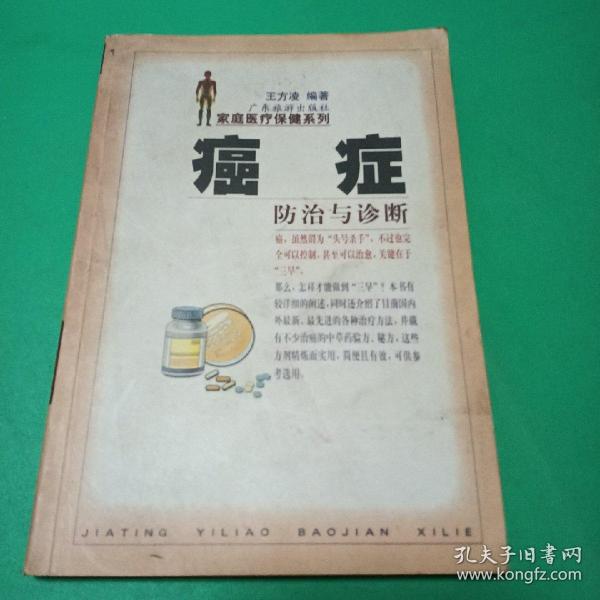 王方凌 编著
广东旅游出版社
家庭医疗保健系列
癌 症
防治与诊断
癌，虽然谓为“头号杀手”，不过也完
全可以控制，甚至可以治愈，关键在于
“三早”。
那么，怎样才能做到“三早”？本书有
较详细的阐述，同时还介绍了目前国内
外最新、最先进的各种治疗方法，并载
有不少治癌的中草药验方、秘方，这些
方剂精炼而实用，简便且有效，可供参
考选用。
JIATING YILIAO BAOJIAN XILIE
孔夫子旧书网
www.kongfz.com